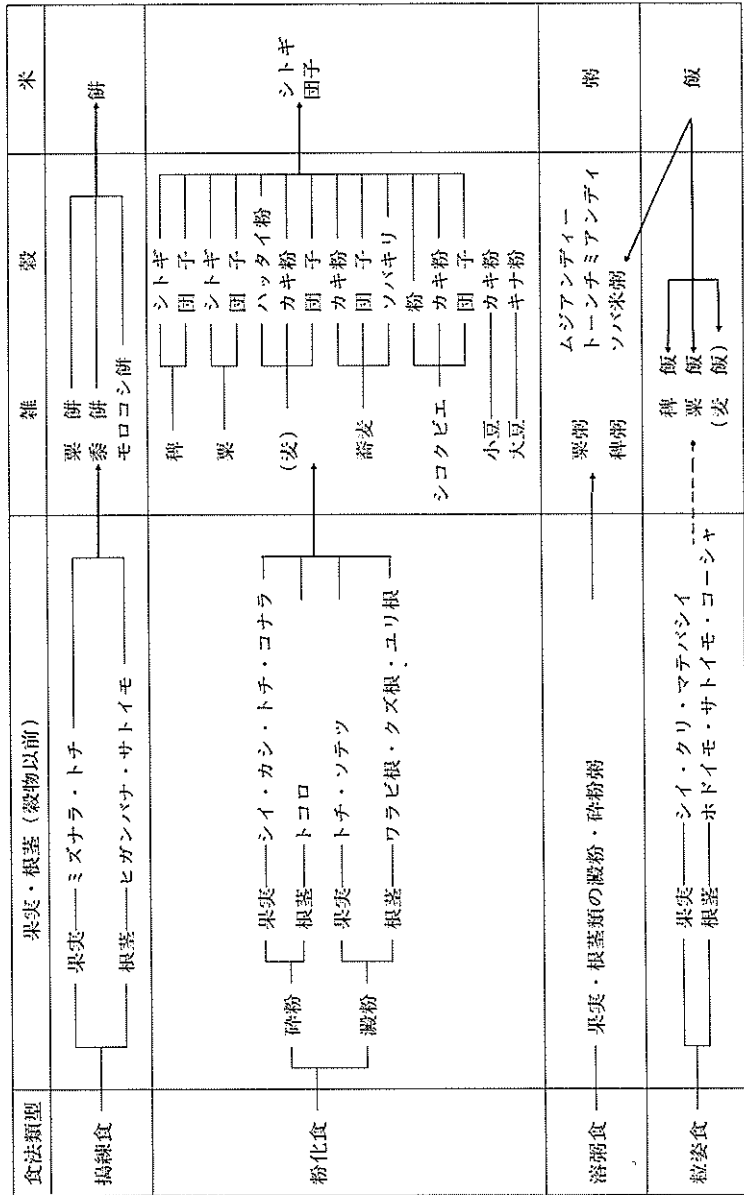 食法類型　果実・根茎（穀物以前）　雑穀　米
搗練食
果実―ミズナラ・トチ
根茎―ヒガンバナ・サトイモ
粟餅
黍餅
モロコシ餅
餅
粉化食
砕粉
果実―シイ・カシ・トチ・コナラ
根茎―トコロ
澱粉
果実―トチ・ソテツ
根茎―ワラビ根・クズ根・ユリ根
稗
シトギ
団子
粟
シトギ
団子
（麦）
ハッタイ粉
カキ粉
団子
蕎麦
カキ粉
団子
ソバキリ
シコクビエ
粉
カキ粉
団子
小豆―カキ粉
大豆―キナ粉
シトギ
団子
溶粥食
果実・根茎類の澱粉・砕粉粥
粟粥
稗粥
ムジアンディー
トーンチミアンディ
ソバ米粥
粥
粒姿食
果実―シイ・クリ・マテバシイ
根茎―ホドイモ・サトイモ・コーシャ
稗飯
粟飯
（麦飯）
飯